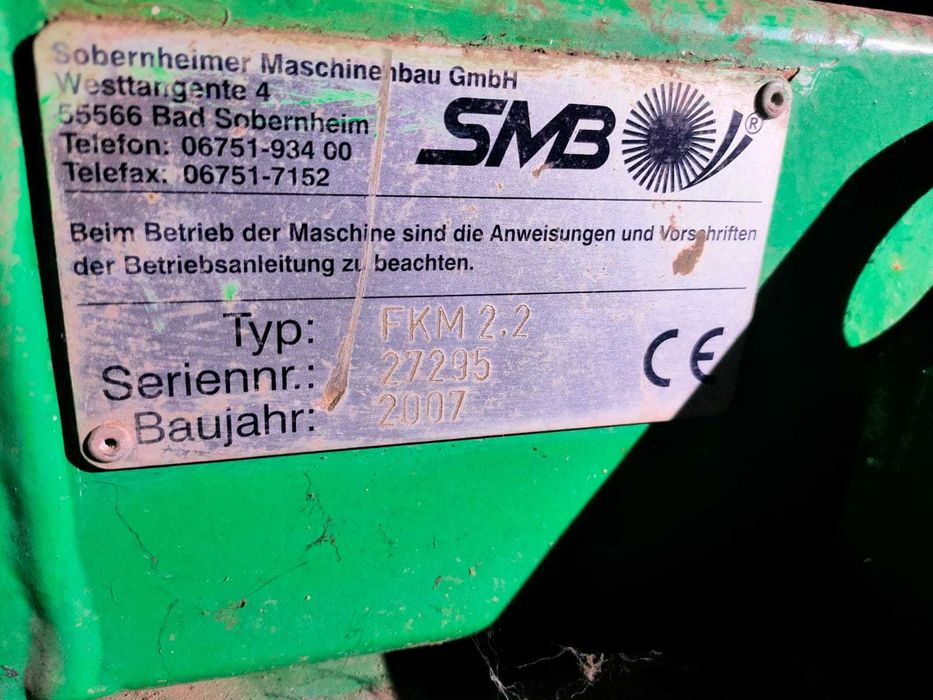 Sobernheimer Maschinenbau GmbH
Westtangente 4
55566 Bad Sobernheim
Telefon: 06751-934 00
Telefax: 06751-7152
SMB ®
Beim Betrieb der Maschine sind die Anweisungen und Vorschriften
der Betriebsanleitung zu beachten.
Typ: FKM 2.2
Seriennr.: 27295
Baujahr: 2007
CE